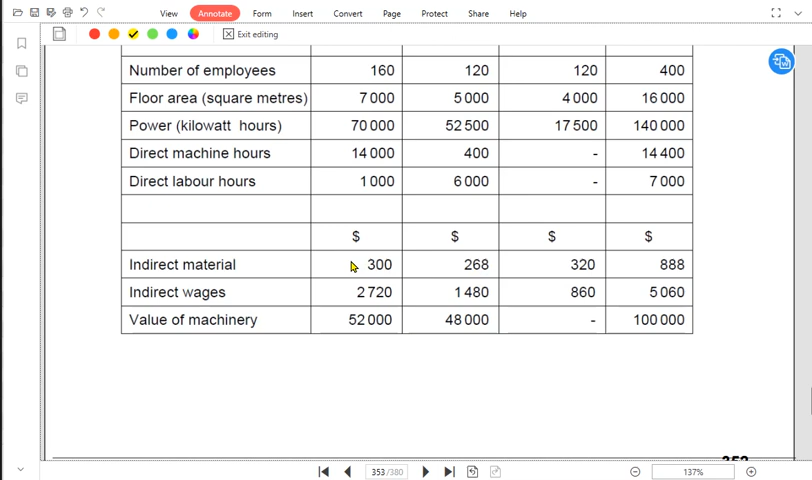 View Annotate Form Insert Convert Page Protect Share Help
Exit editing
Number of employees 160 120 120 400
Floor area (square metres) 7 000 5 000 4 000 16 000
Power (kilowatt hours) 70 000 52 500 17 500 140 000
Direct machine hours 14 000 400 - 14 400
Direct labour hours 1 000 6 000 - 7 000
$ $ $ $
Indirect material 300 268 320 888
Indirect wages 2 720 1 480 860 5 060
Value of machinery 52 000 48 000 - 100 000
353 /380 137%